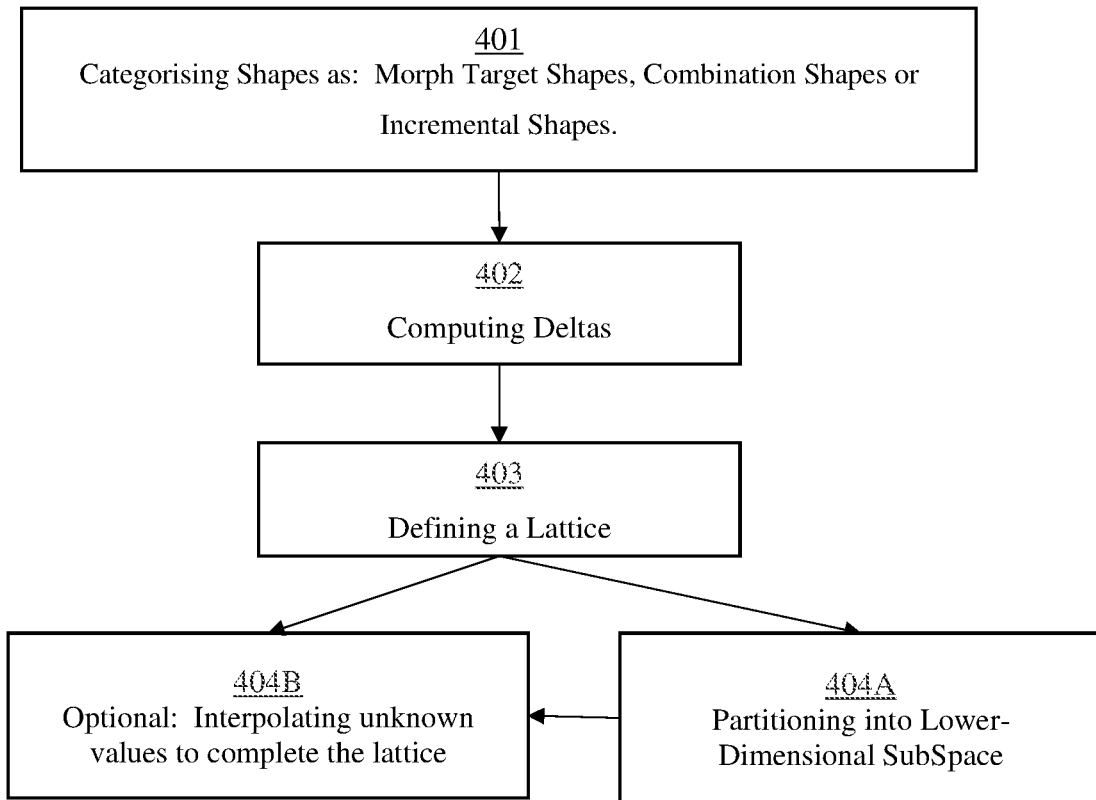 401
Categorising Shapes as: Morph Target Shapes, Combination Shapes or
Incremental Shapes.
402
Computing Deltas
403
Defining a Lattice
404B
Optional: Interpolating unknown
values to complete the lattice
404A
Partitioning into Lower-
Dimensional SubSpace